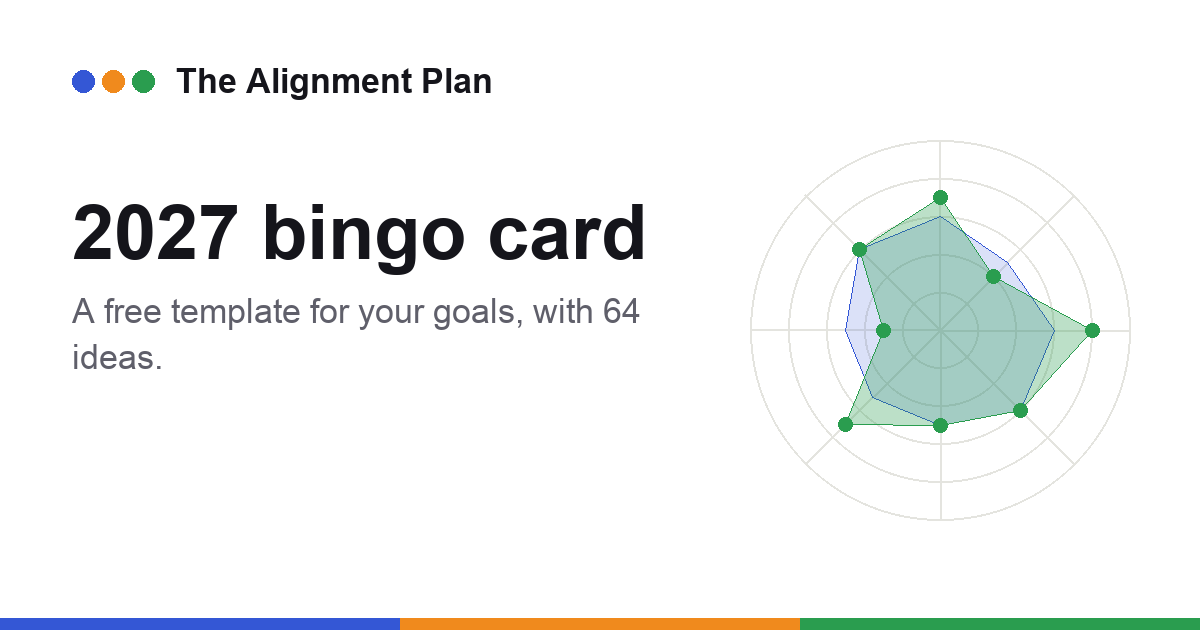 The Alignment Plan
2027 bingo card
A free template for your goals, with 64
ideas.